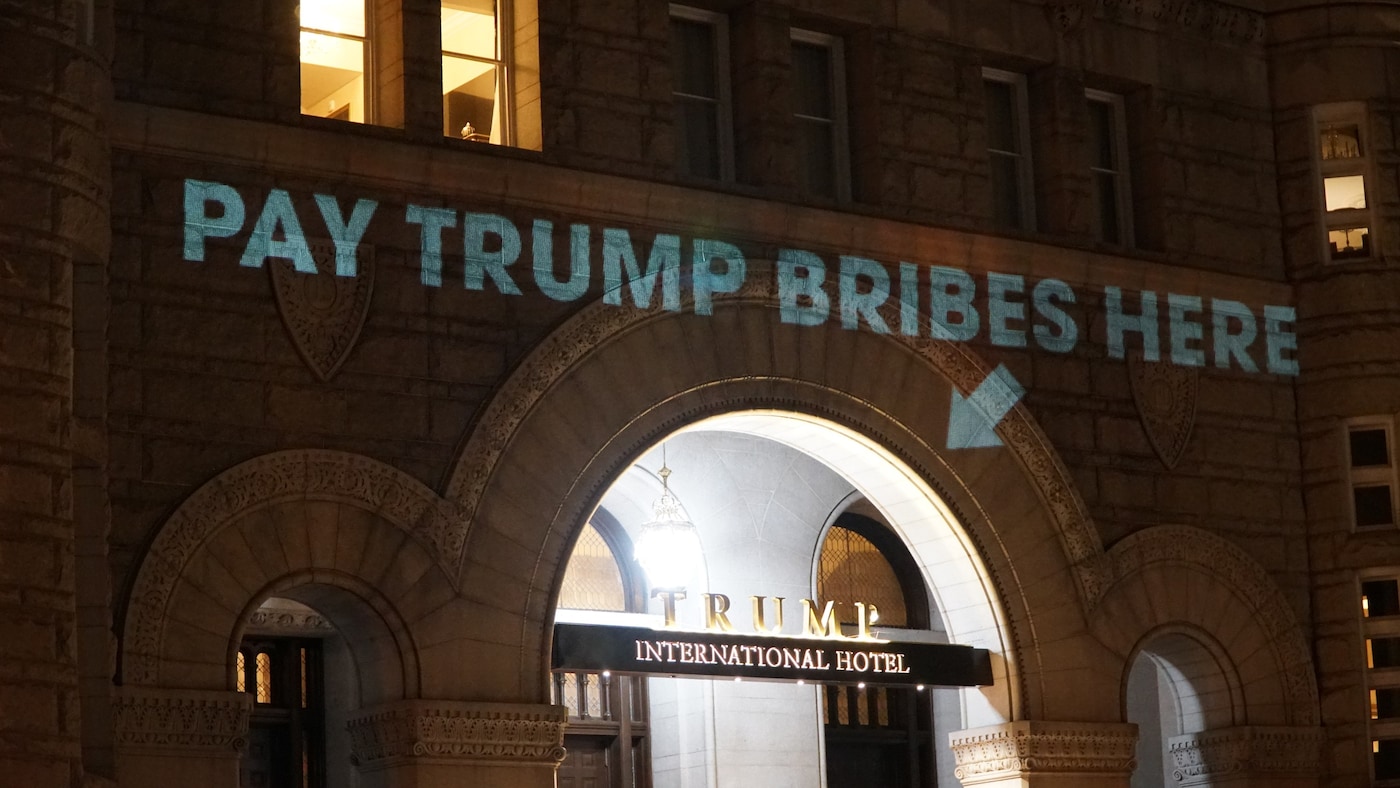 PAY TRUMP BRIBES HERE
TRUMP
INTERNATIONAL HOTEL